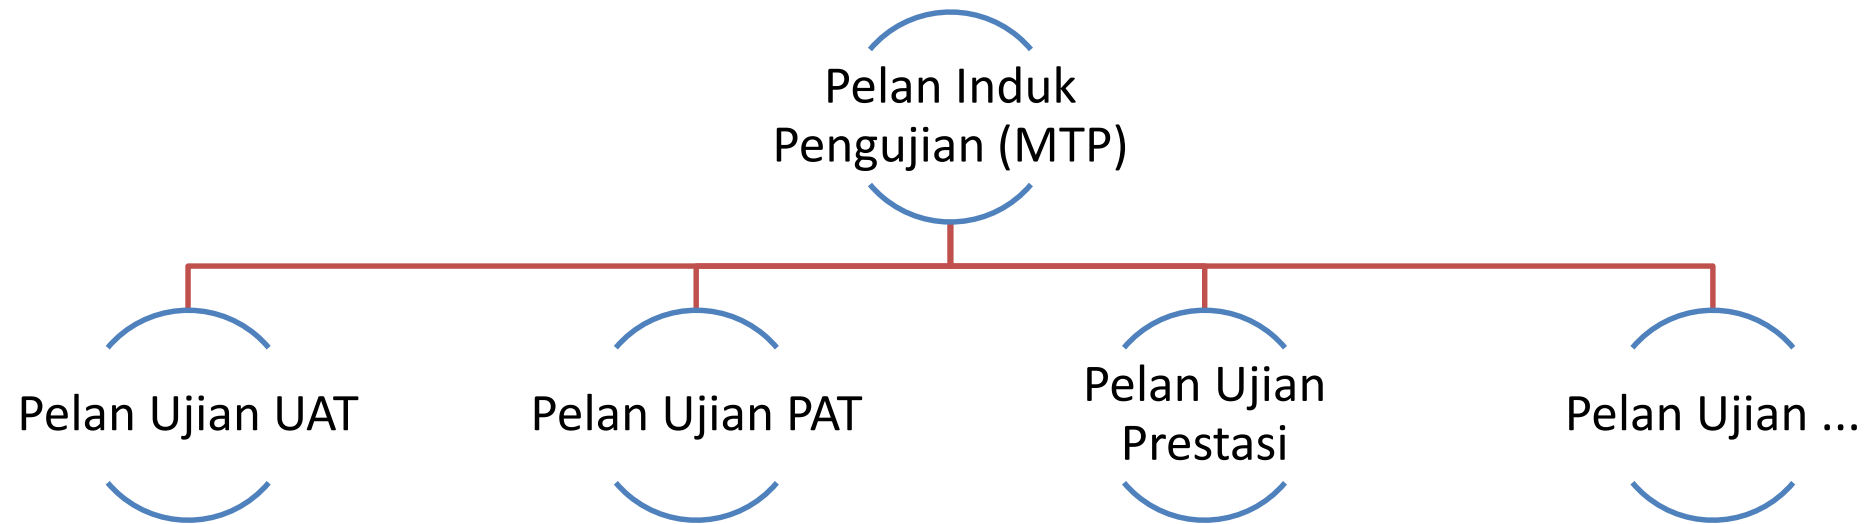 Pelan Induk
Pengujian (MTP)
Pelan Ujian UAT
Pelan Ujian PAT
Pelan Ujian
Prestasi
Pelan Ujian ...